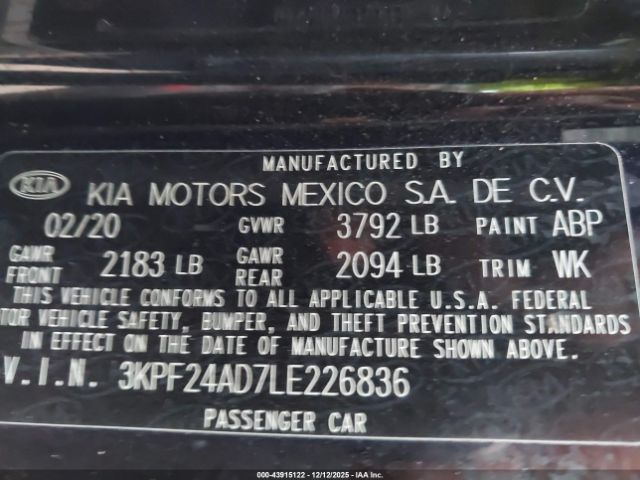 MANUFACTURED BY
KIA KIA MOTORS MEXICO S.A. DE C.V.
02/20 GVWR 3792 LB PAINT ABP
GAWR FRONT 2183 LB GAWR REAR 2094 LB TRIM WK
THIS VEHICLE CONFORMS TO ALL APPLICABLE U.S.A. FEDERAL
TOR VEHICLE SAFETY, BUMPER, AND THEFT PREVENTION STANDARDS
IN EFFECT ON THE DATE OF MANUFACTURE SHOWN ABOVE.
V.I.N. 3KPF24AD7LE226836
PASSENGER CAR
000-43915122 - 12/12/2025 - IAAI Inc.